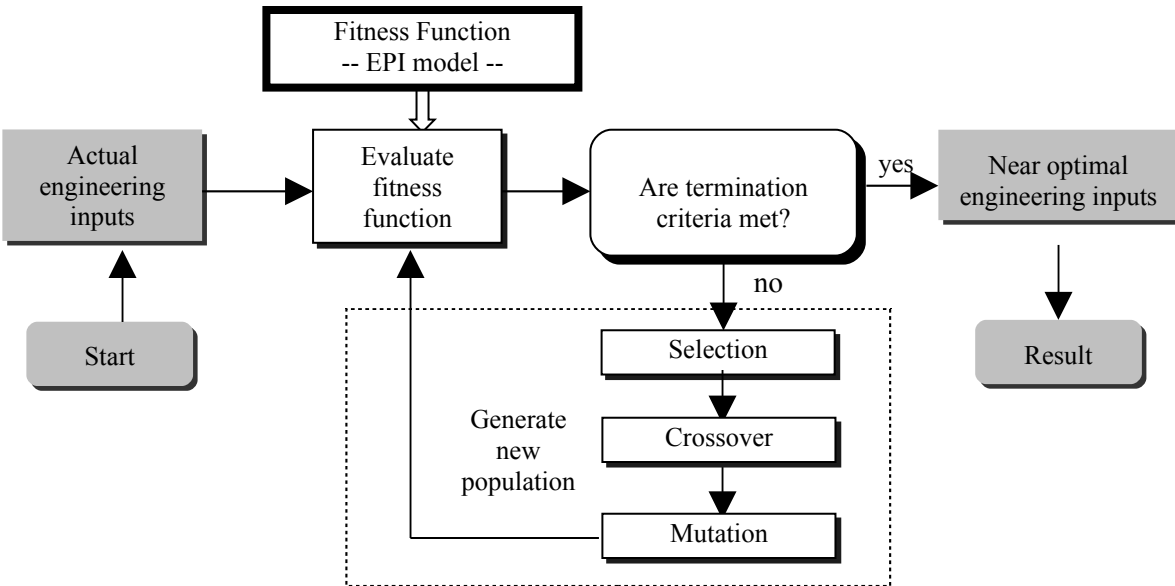 Fitness Function
-- EPI model --
Actual
engineering
inputs
Evaluate
fitness
function
Are termination
criteria met?
yes
Near optimal
engineering inputs
no
Start
Selection
Result
Generate
new
population
Crossover
Mutation